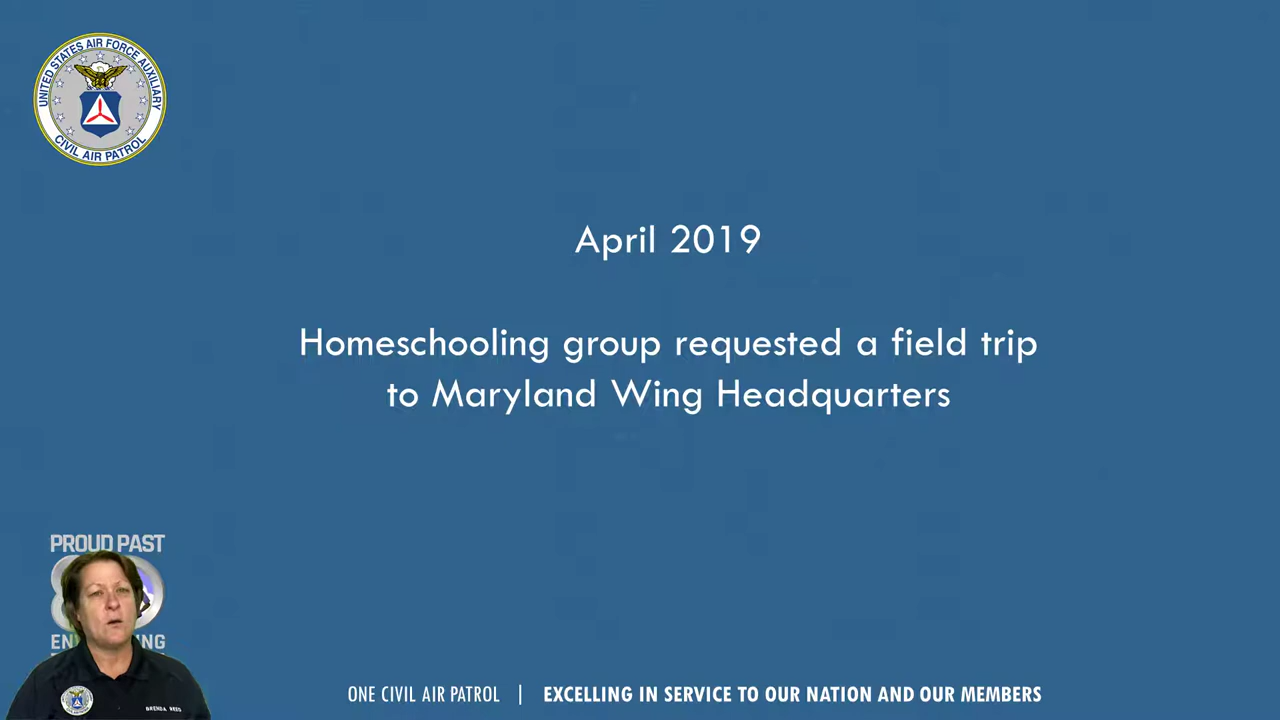 UNITED STATES AIR FORCE AUXILIARY
CIVIL AIR PATROL
April 2019
Homeschooling group requested a field trip
to Maryland Wing Headquarters
PROUD PAST
ONE CIVIL AIR PATROL | EXCELLING IN SERVICE TO OUR NATION AND OUR MEMBERS